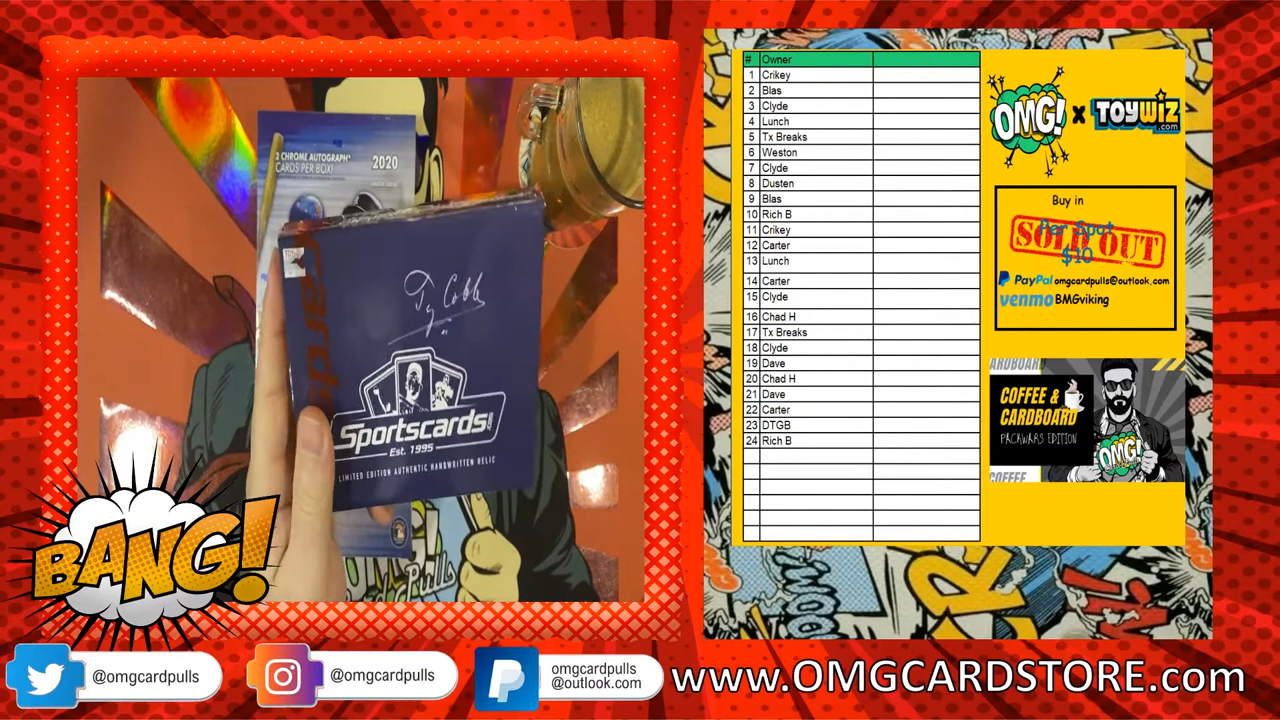 2 CHROME AUTOGRAPH
CARDS PER BOX!
2020
Ty Cobb
Sportscards
Est. 1995
LIMITED EDITION AUTHENTIC HANDWRITTEN RELIC
Pulls
BANG!
# Owner
1 Crikey
2 Blas
3 Clyde
4 Lunch
5 Tx Breaks
6 Weston
7 Clyde
8 Dusten
9 Blas
10 Rich B
11 Crikey
12 Carter
13 Lunch
14 Carter
15 Clyde
16 Chad H
17 Tx Breaks
18 Clyde
19 Dave
20 Chad H
21 Dave
22 Carter
23 DTGB
24 Rich B
OMG! x TOYWIZ
.com
Buy in
Per Spot
SOLD OUT
$10
PayPal omgcardpulls@outlook.com
venmo BMGviking
CARDBOARD
COFFEE &
CARDBOARD
PACKWARS EDITION
OMG!
COFFEE
@omgcardpulls
@omgcardpulls
omgcardpulls
@outlook.com
www.OMGCARDSTORE.com